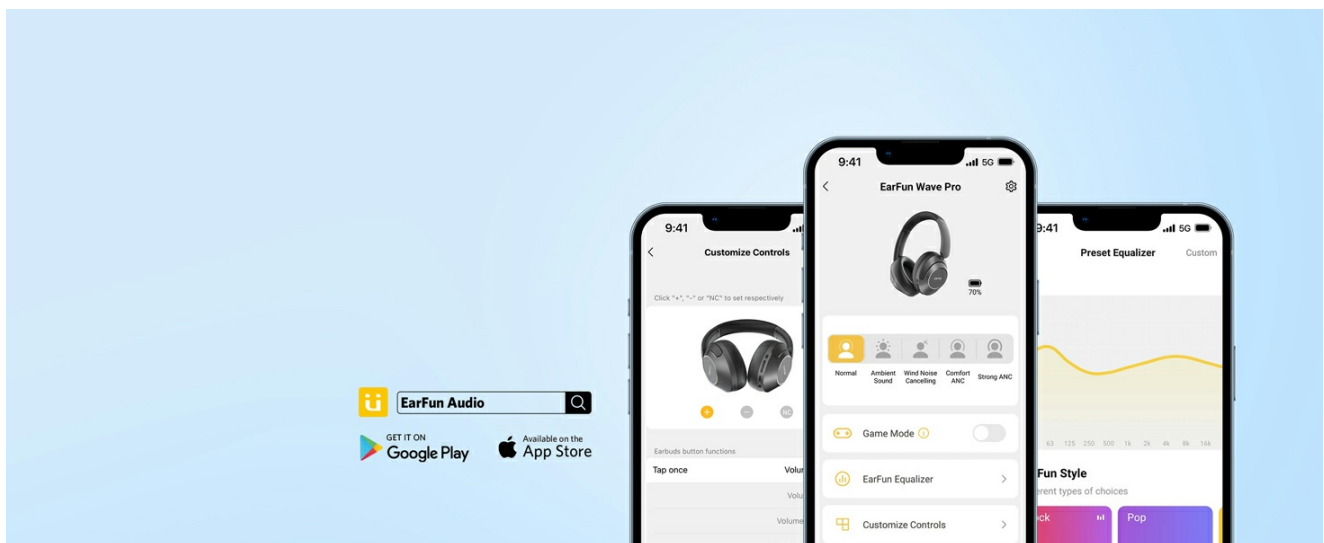 EarFun Audio
GET IT ON
Google Play
Available on the
App Store
9:41
Customize Controls
Click "+", "-" or "NC" to set respectively
+
-
NC
Earbuds button functions
Tap once
9:41
5G
EarFun Wave Pro
70%
Normal
Ambient
Sound
Wind Noise
Cancelling
Comfort
ANC
Strong ANC
Game Mode
EarFun Equalizer
Customize Controls
9:41
5G
Preset Equalizer
Custom
63 125 250 500 1k 2k 4k 8k 16k
Fun Style
types of choices
Pop